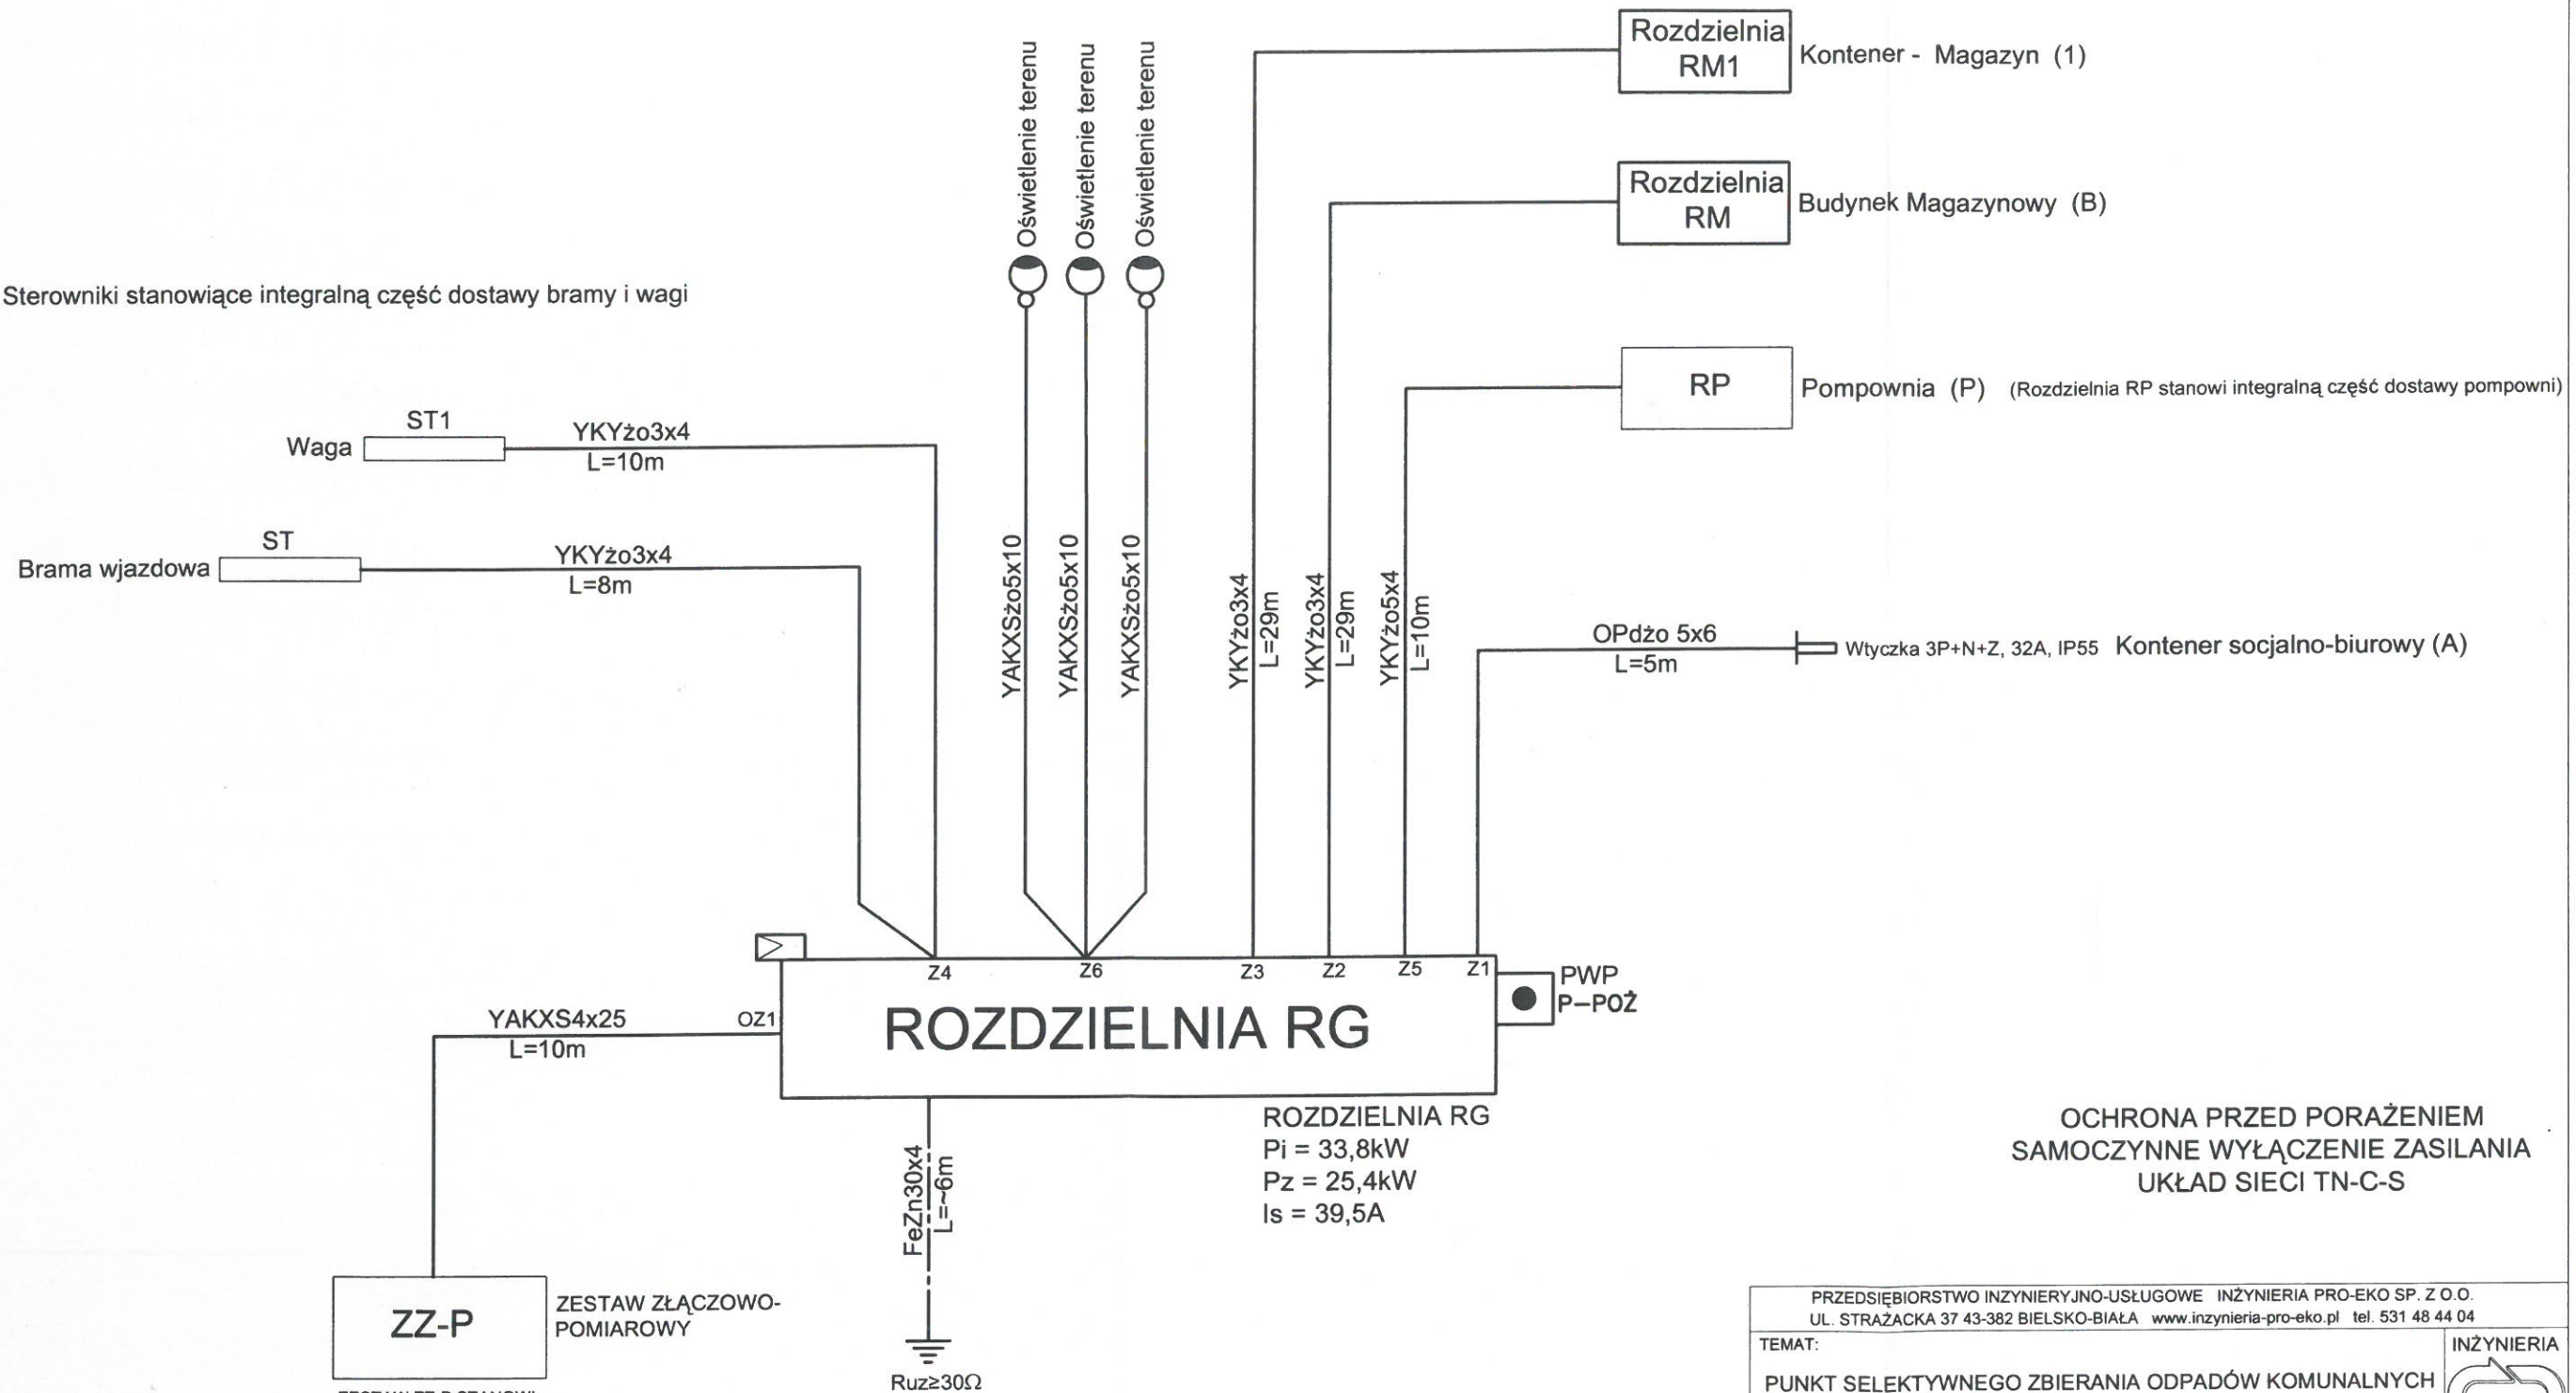 Rozdzielnia
RM1
Kontener - Magazyn (1)
Oświetlenie terenu
Oświetlenie terenu
Oświetlenie terenu
Rozdzielnia
RM
Budynek Magazynowy (B)
Sterowniki stanowiące integralną część dostawy bramy i wagi
RP
Pompownia (P) (Rozdzielnia RP stanowi integralną część dostawy pompowni)
ST1
Waga
YKYżo3x4
L=10m
ST
Brama wjazdowa
YKYżo3x4
L=8m
YAKXSżo5x10
YAKXSżo5x10
YAKXSżo5x10
YKYżo3x4
L=29m
YKYżo3x4
L=29m
YKYżo5x4
L=10m
OPdżo 5x6
L=5m
Wtyczka 3P+N+Z, 32A, IP55 Kontener socjalno-biurowy (A)
Z4
Z6
Z3
Z2
Z5
Z1
PWP
P-POŻ
YAKXS4x25
L=10m
OZ1
ROZDZIELNIA RG
ROZDZIELNIA RG
Pi = 33,8kW
Pz = 25,4kW
Is = 39,5A
FeZn30x4
L=~6m
OCHRONA PRZED PORAŻENIEM
SAMOCZYNNE WYŁĄCZENIE ZASILANIA
UKŁAD SIECI TN-C-S
ZZ-P
ZESTAW ZŁĄCZOWO-
POMIAROWY
Ruz≥30Ω
PRZEDSIĘBIORSTWO INZYNIERYJNO-USŁUGOWE INŻYNIERIA PRO-EKO SP. Z O.O.
UL. STRAŻACKA 37 43-382 BIELSKO-BIAŁA www.inzynieria-pro-eko.pl tel. 531 48 44 04
TEMAT:
INŻYNIERIA
PUNKT SELEKTYWNEGO ZBIERANIA ODPADÓW KOMUNALNYCH